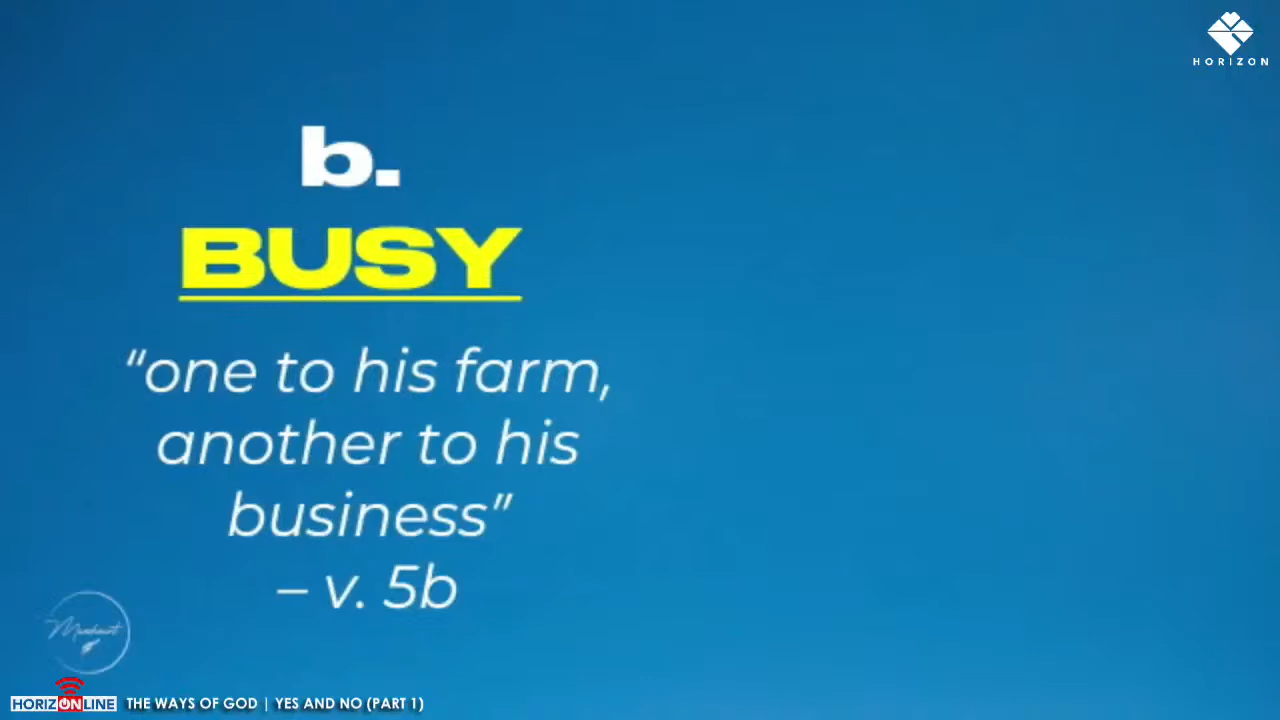 HORIZON
b.
BUSY
“one to his farm,
another to his
business”
– v. 5b
HORIZONLINE THE WAYS OF GOD | YES AND NO (PART 1)